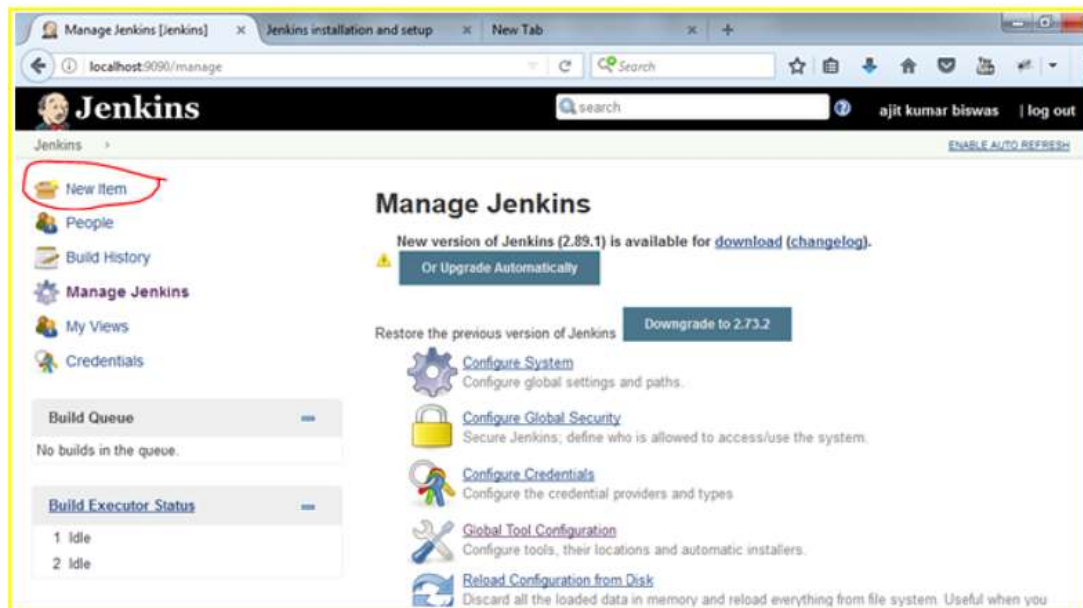 Manage Jenkins [Jenkins] × Jenkins installation and setup × New Tab × +
localhost:9090/manage Search
Jenkins search ajit kumar biswas | log out
Jenkins ENABLE AUTO REFRESH
New Item
People
Build History
Manage Jenkins
My Views
Credentials
Build Queue
No builds in the queue.
Build Executor Status
1 Idle
2 Idle
Manage Jenkins
New version of Jenkins (2.89.1) is available for download (changelog).
Or Upgrade Automatically
Restore the previous version of Jenkins Downgrade to 2.73.2
Configure System
Configure global settings and paths.
Configure Global Security
Secure Jenkins; define who is allowed to access/use the system.
Configure Credentials
Configure the credential providers and types
Global Tool Configuration
Configure tools, their locations and automatic installers.
Reload Configuration from Disk
Discard all the loaded data in memory and reload everything from file system. Useful when you